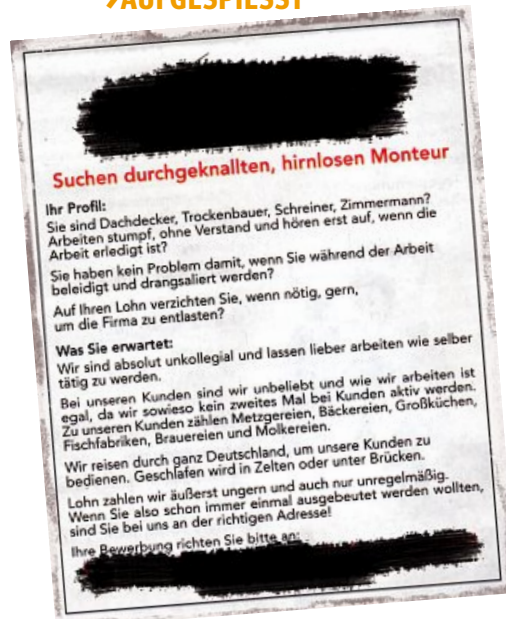 ›AUFGESPIESST
Suchen durchgeknallten, hirnlosen Monteur
Ihr Profil:
Sie sind Dachdecker, Trockenbauer, Schreiner, Zimmermann?
Arbeiten stumpf, ohne Verstand und hören erst auf, wenn die
Arbeit erledigt ist?
Sie haben kein Problem damit, wenn Sie während der Arbeit
beleidigt und drangsaliert werden?
Auf Ihren Lohn verzichten Sie, wenn nötig, gern,
um die Firma zu entlasten?
Was Sie erwartet:
Wir sind absolut unkollegial und lassen lieber arbeiten wie selber
tätig zu werden.
Bei unseren Kunden sind wir unbeliebt und wie wir arbeiten ist
egal, da wir sowieso kein zweites Mal bei Kunden aktiv werden.
Zu unseren Kunden zählen Metzgereien, Bäckereien, Großküchen,
Fischfabriken, Brauereien und Molkereien.
Wir reisen durch ganz Deutschland, um unsere Kunden zu
bedienen. Geschlafen wird in Zelten oder unter Brücken.
Lohn zahlen wir äußerst ungern und auch nur unregelmäßig.
Wenn Sie also schon immer einmal ausgebeutet werden wollten,
sind Sie bei uns an der richtigen Adresse!
Ihre Bewerbung richten Sie bitte an: